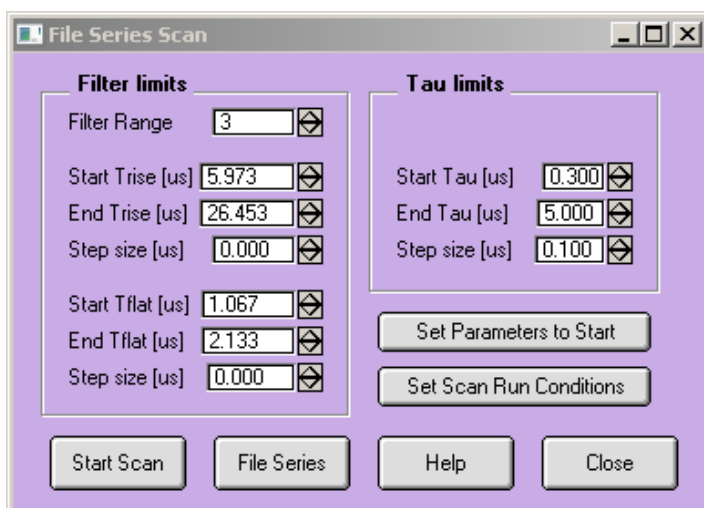 File Series Scan
Filter limits
Filter Range 3
Start Trise [us] 5.973
End Trise [us] 26.453
Step size [us] 0.000
Start Tflat [us] 1.067
End Tflat [us] 2.133
Step size [us] 0.000
Tau limits
Start Tau [us] 0.300
End Tau [us] 5.000
Step size [us] 0.100
Set Parameters to Start
Set Scan Run Conditions
Start Scan
File Series
Help
Close